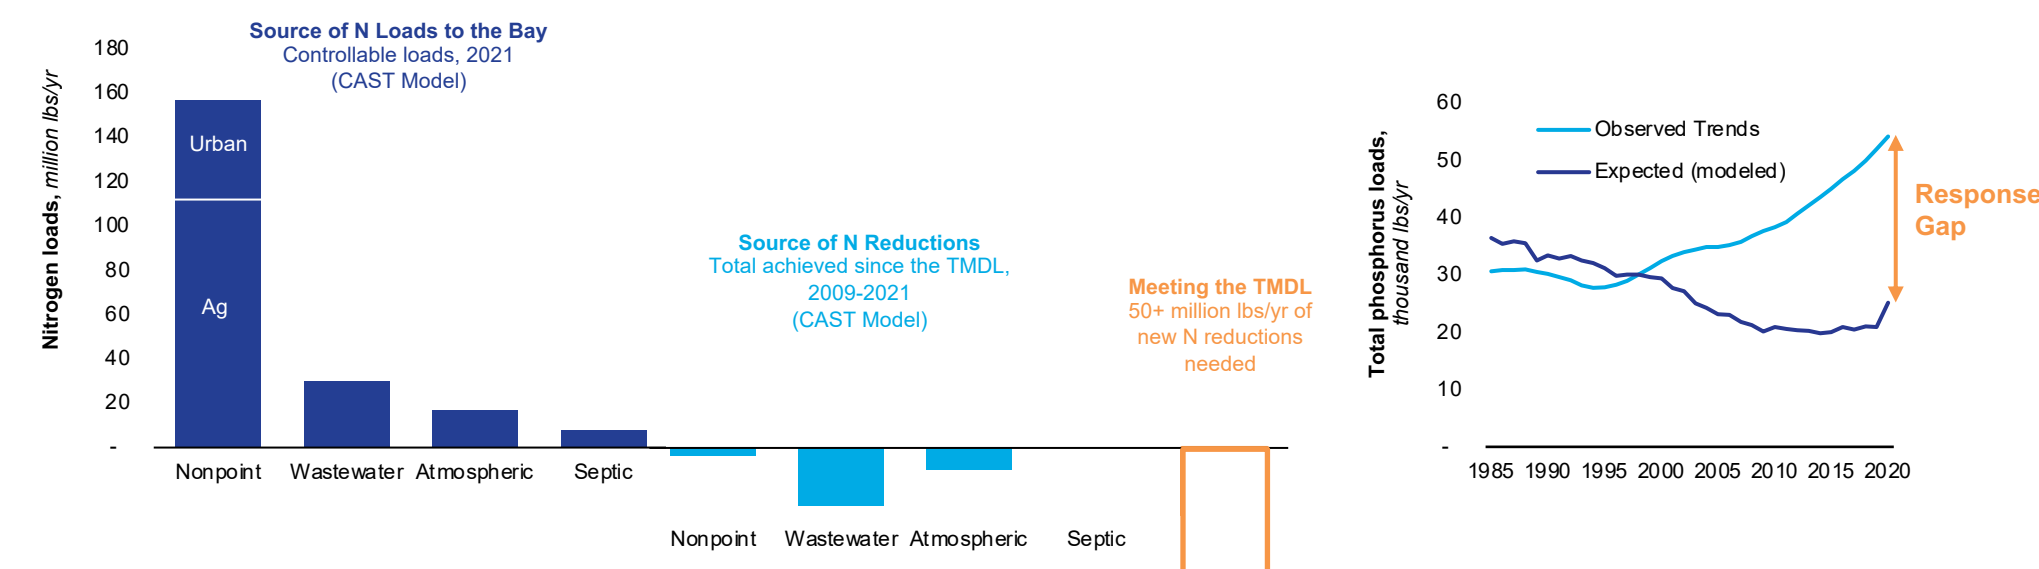 Source of N Loads to the Bay
Controllable loads, 2021
(CAST Model)
Nitrogen loads, million lbs/yr
180
160
140
120
100
80
60
40
20
-
Urban
Ag
Nonpoint
Wastewater
Atmospheric
Septic
Source of N Reductions
Total achieved since the TMDL,
2009-2021
(CAST Model)
Nonpoint
Wastewater
Atmospheric
Septic
Meeting the TMDL
50+ million lbs/yr of
new N reductions
needed
Total phosphorus loads,
thousand lbs/yr
60
50
40
30
20
10
-
Observed Trends
Expected (modeled)
Response
Gap
1985 1990 1995 2000 2005 2010 2015 2020